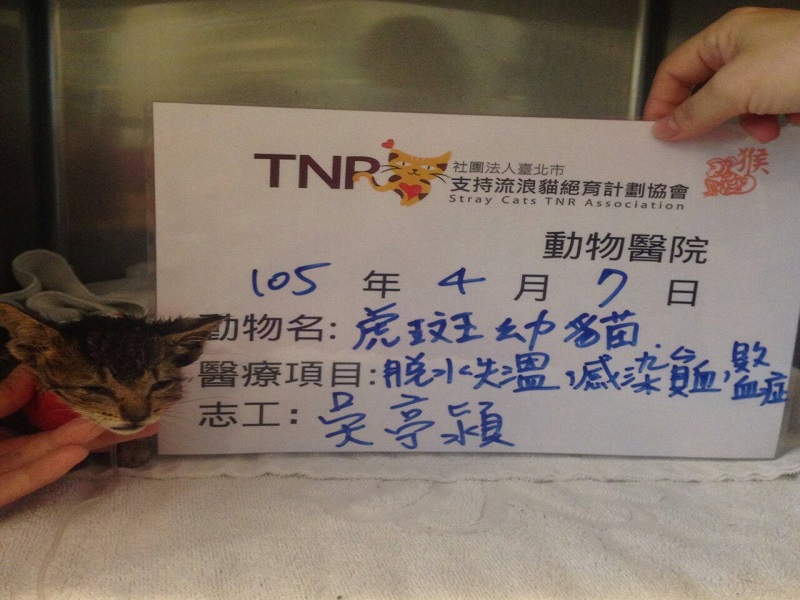 TNR
社團法人臺北市
支持流浪貓絕育計劃協會
Stray Cats TNR Association
猴
動物醫院
105 年 4 月 7 日
動物名：虎斑幼貓
醫療項目：脫水失溫，感染貧血，敗血症
志工：吳亭潁